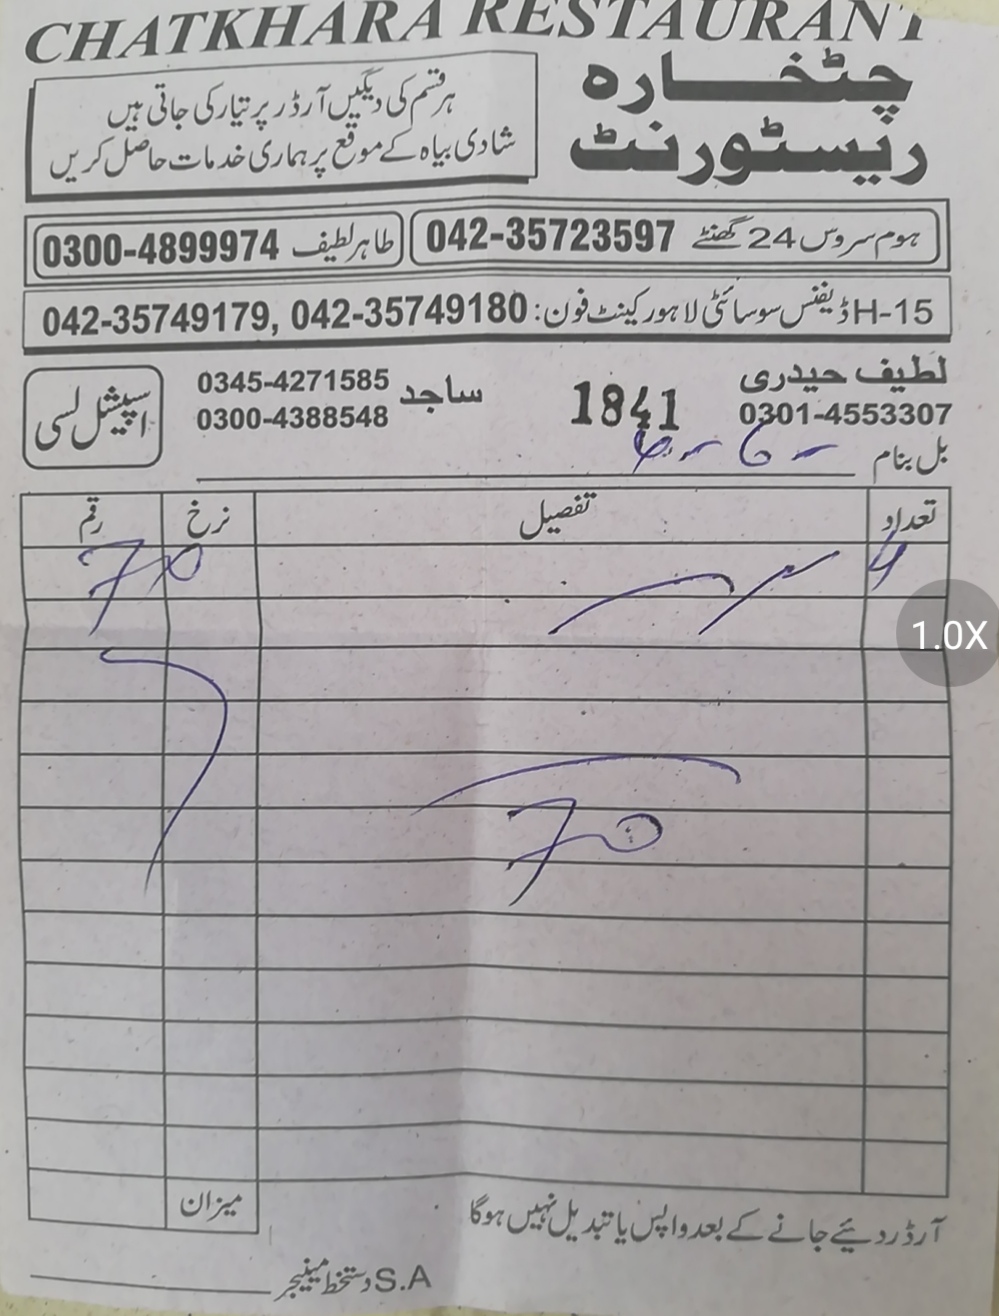 CHATKHARA RESTAURANT
چٹخارہ
ریسٹورنٹ
ہر قسم کی دیگیں آرڈر پر تیار کی جاتی ہیں
شادی بیاہ کے موقع پر ہماری خدمات حاصل کریں
ہوم سروس 24 گھنٹے 042-35723597
طاہر لطیف 0300-4899974
15-H ڈیفنس سوسائٹی لاہور کینٹ فون: 042-35749180 ,042-35749179
لطیف حیدری
0301-4553307
1841
ساجد 0345-4271585
0300-4388548
اسپیشل لسی
بل بنام
تعداد تفصیل نرخ رقم
4 70
70
میزان
آرڈر دیئے جانے کے بعد واپس یا تبدیل نہیں ہوگا
S.A دستخط مینیجر
1.0X